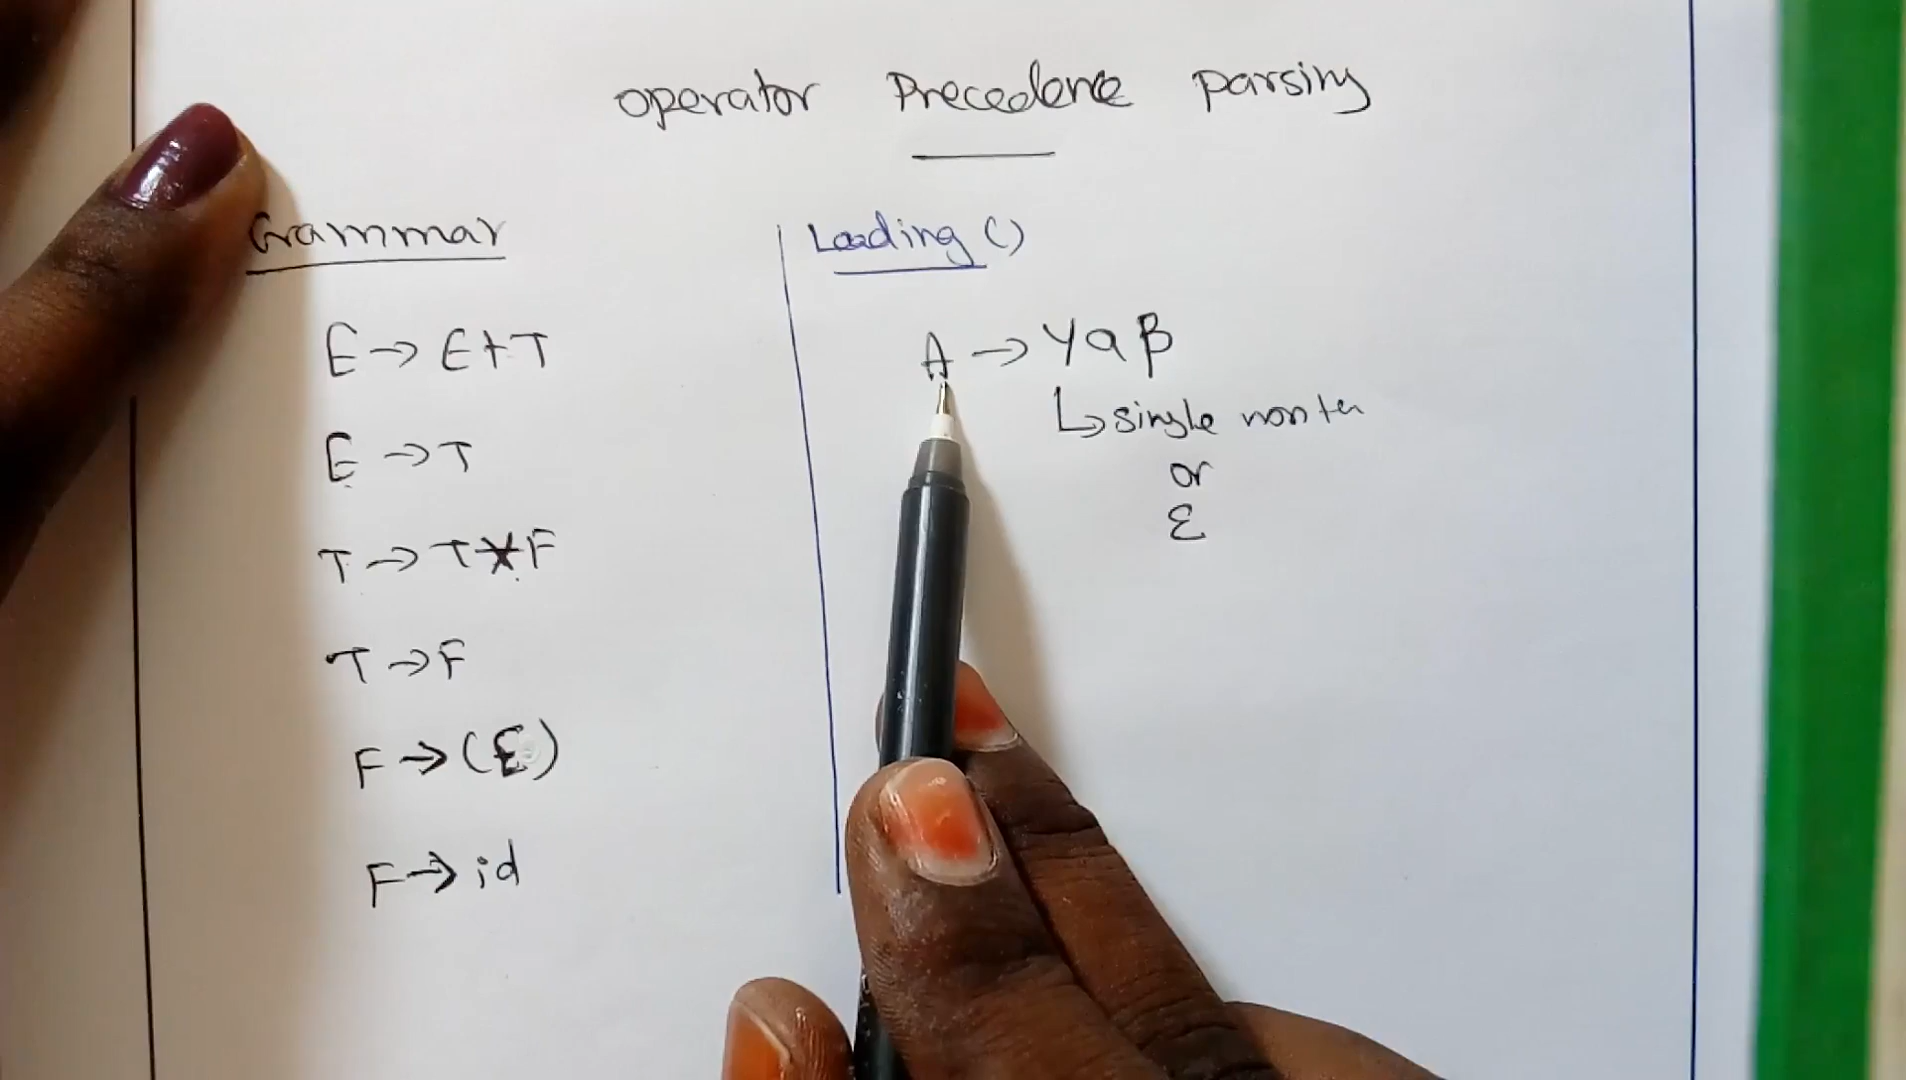 operator Precedence parsing
Grammar
E → E+T
E → T
T → T*F
T → F
F → (E)
F → id
Leading ()
A → γaβ
↳ single non ter
or
ε